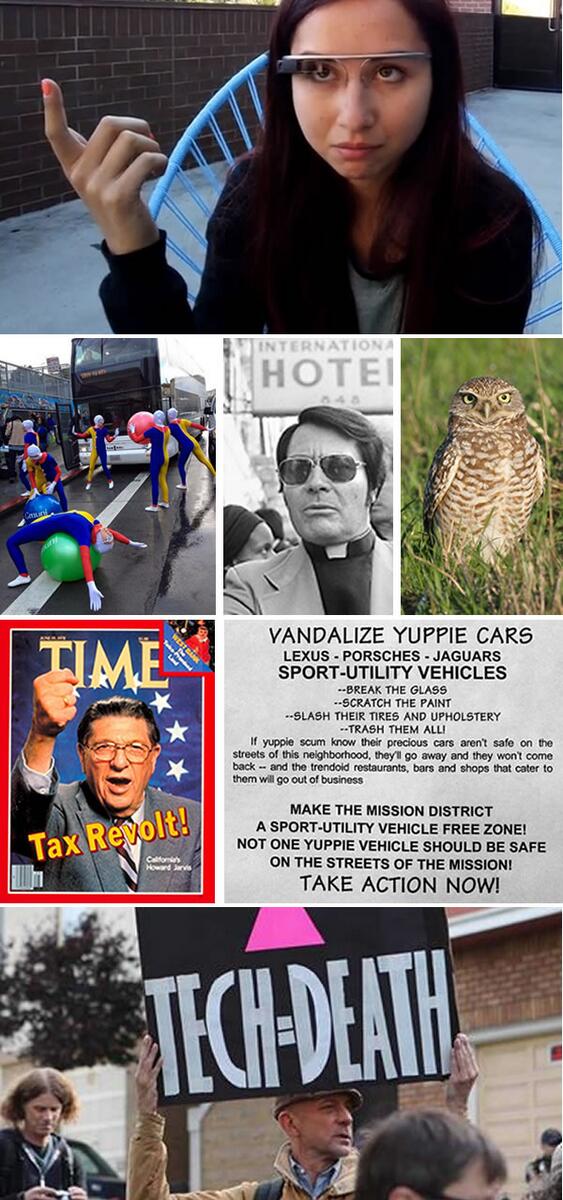 INTERNATIONA
HOTE
848
TIME
Tax Revolt!
California's
Howard Jarvis
VANDALIZE YUPPIE CARS
LEXUS - PORSCHES - JAGUARS
SPORT-UTILITY VEHICLES
--BREAK THE GLASS
--SCRATCH THE PAINT
--SLASH THEIR TIRES AND UPHOLSTERY
--TRASH THEM ALL!
If yuppie scum know their precious cars aren't safe on the
streets of this neighborhood, they'll go away and they won't come
back -- and the trendoid restaurants, bars and shops that cater to
them will go out of business
MAKE THE MISSION DISTRICT
A SPORT-UTILITY VEHICLE FREE ZONE!
NOT ONE YUPPIE VEHICLE SHOULD BE SAFE
ON THE STREETS OF THE MISSION!
TAKE ACTION NOW!
TECH=DEATH